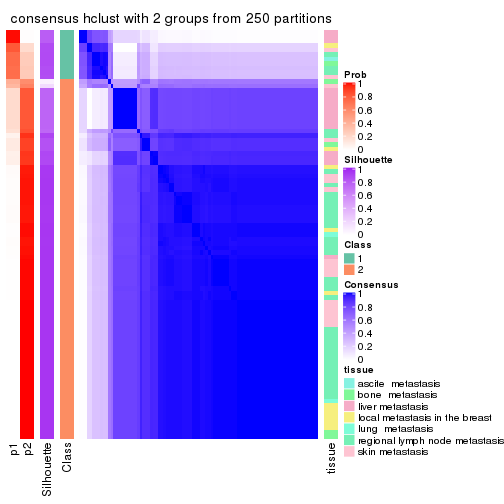 consensus hclust with 2 groups from 250 partitions
Prob
1
0.8
0.6
0.4
0.2
0
Silhouette
1
0.8
0.6
0.4
0.2
0
Class
1
2
Consensus
1
0.8
0.6
0.4
0.2
0
tissue
ascite metastasis
bone metastasis
liver metastasis
local metastasis in the breast
lung metastasis
regional lymph node metastasis
skin metastasis
p1
p2
Silhouette
Class
tissue